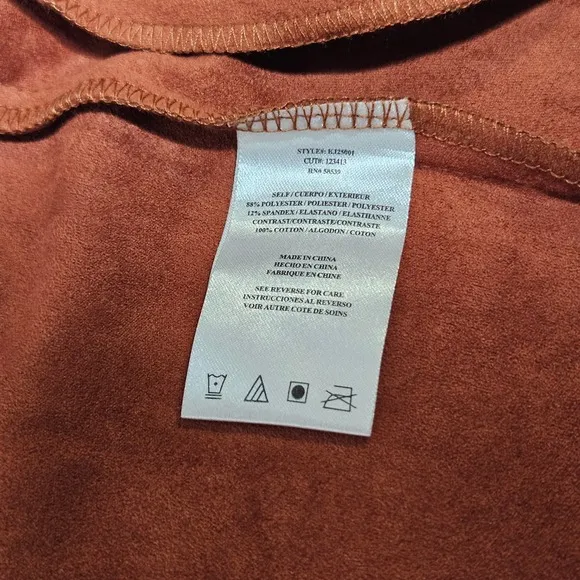 STYLES: KJ25001
CUT#: 123413
RN# 58539
SELF / CUERPO / EXTERIEUR
88% POLYESTER / POLIESTER / POLYESTER
12% SPANDEX / ELASTANO / ELASTHANNE
CONTRAST/CONTRASTE/CONTRASTE
100% COTTON / ALGODON / COTON
MADE IN CHINA
HECHO EN CHINA
FABRIQUE EN CHINE
SEE REVERSE FOR CARE
INSTRUCCIONES AL REVERSO
VOIR AUTRE COTE DE SOINS